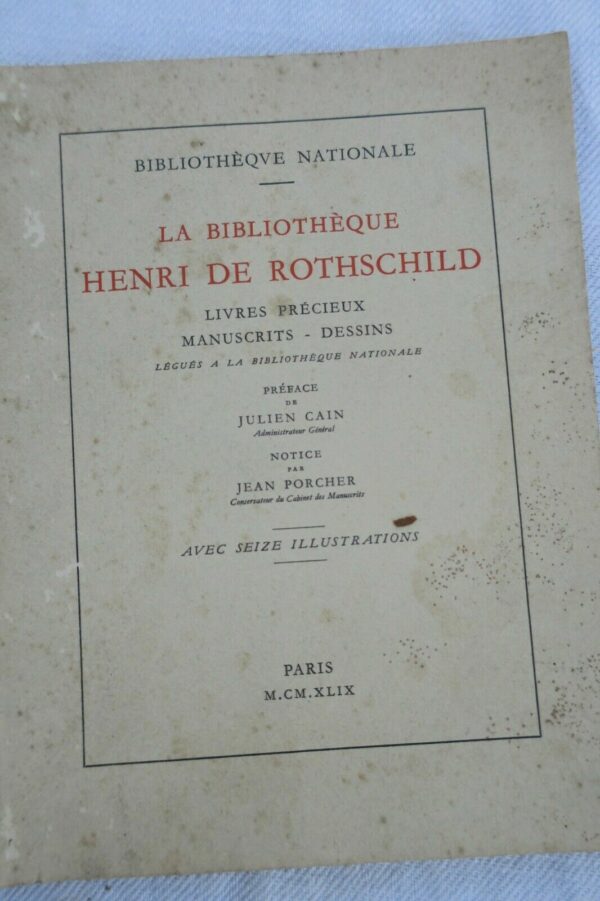 BIBLIOTHÈQVE NATIONALE
LA BIBLIOTHÈQUE
HENRI DE ROTHSCHILD
LIVRES PRÉCIEUX
MANUSCRITS - DESSINS
LÉGUÉS A LA BIBLIOTHÈQUE NATIONALE
PRÉFACE
DE
JULIEN CAIN
Administrateur Général
NOTICE
PAR
JEAN PORCHER
Conservateur du Cabinet des Manuscrits
AVEC SEIZE ILLUSTRATIONS
PARIS
M.CM.XLIX